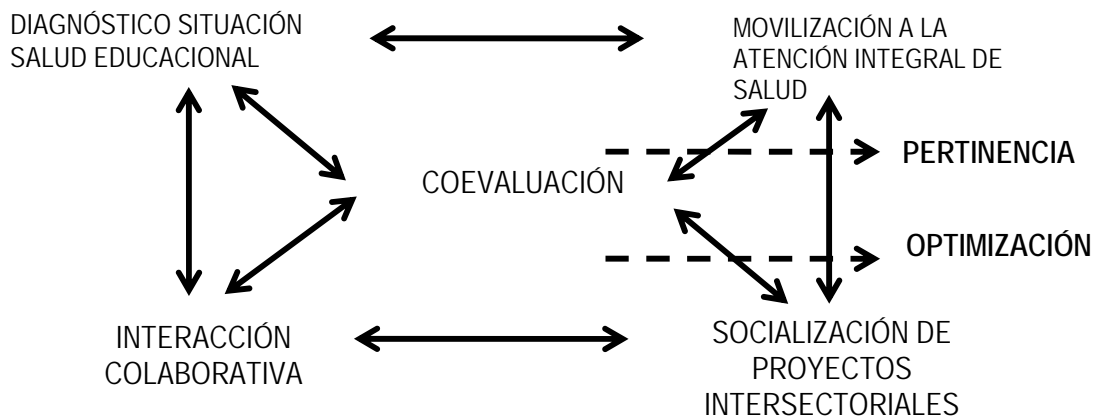 DIAGNÓSTICO SITUACIÓN
SALUD EDUCACIONAL
MOVILIZACIÓN A LA
ATENCIÓN INTEGRAL DE
SALUD
PERTINENCIA
COEVALUACIÓN
OPTIMIZACIÓN
INTERACCIÓN
COLABORATIVA
SOCIALIZACIÓN DE
PROYECTOS
INTERSECTORIALES